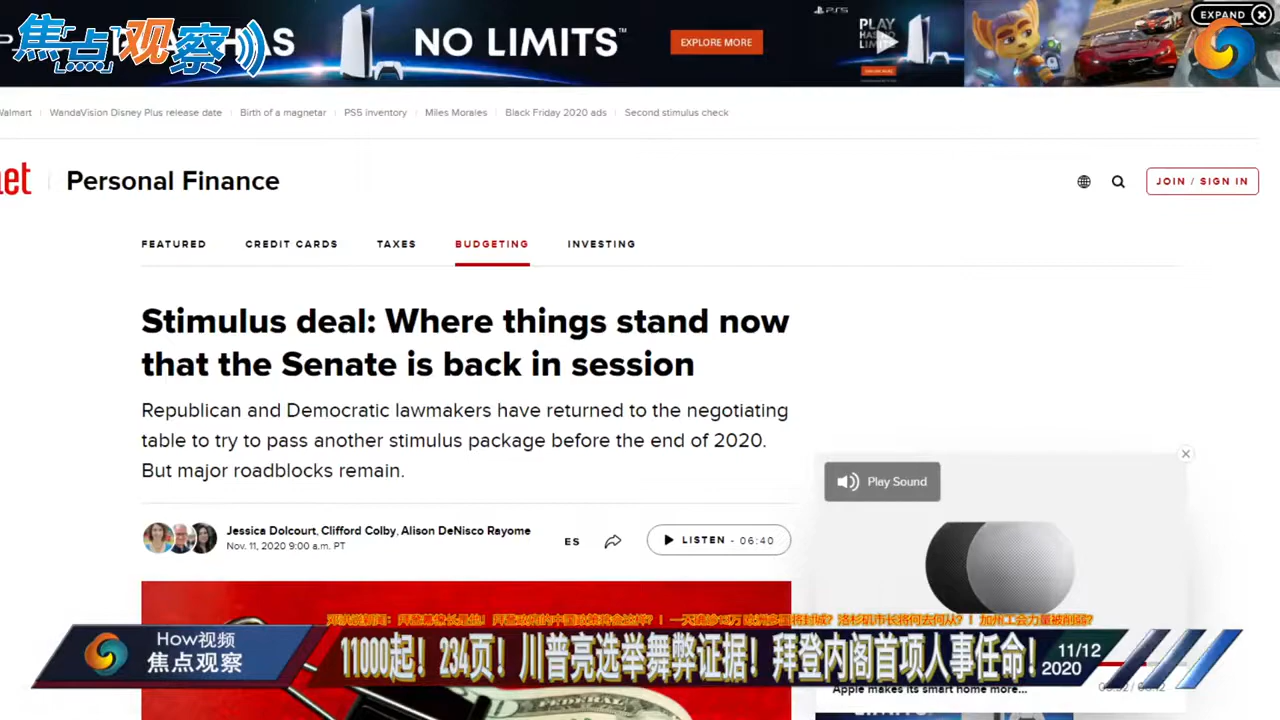 焦点观察
NO LIMITS™
EXPLORE MORE
PS5
PLAY
HAS NO
LIMITS
EXPAND
Walmart
WandaVision Disney Plus release date
Birth of a magnetar
PS5 inventory
Miles Morales
Black Friday 2020 ads
Second stimulus check
net
Personal Finance
JOIN / SIGN IN
FEATURED
CREDIT CARDS
TAXES
BUDGETING
INVESTING
Stimulus deal: Where things stand now
that the Senate is back in session
Republican and Democratic lawmakers have returned to the negotiating
table to try to pass another stimulus package before the end of 2020.
But major roadblocks remain.
Play Sound
Jessica Dolcourt, Clifford Colby, Alison DeNisco Rayome
Nov. 11, 2020 9:00 a.m. PT
ES
LISTEN - 06:40
How视频
焦点观察
11000起！234页！川普亮选举舞弊证据！拜登内阁首项人事任命！
11/12
2020
Apple makes its smart home more...